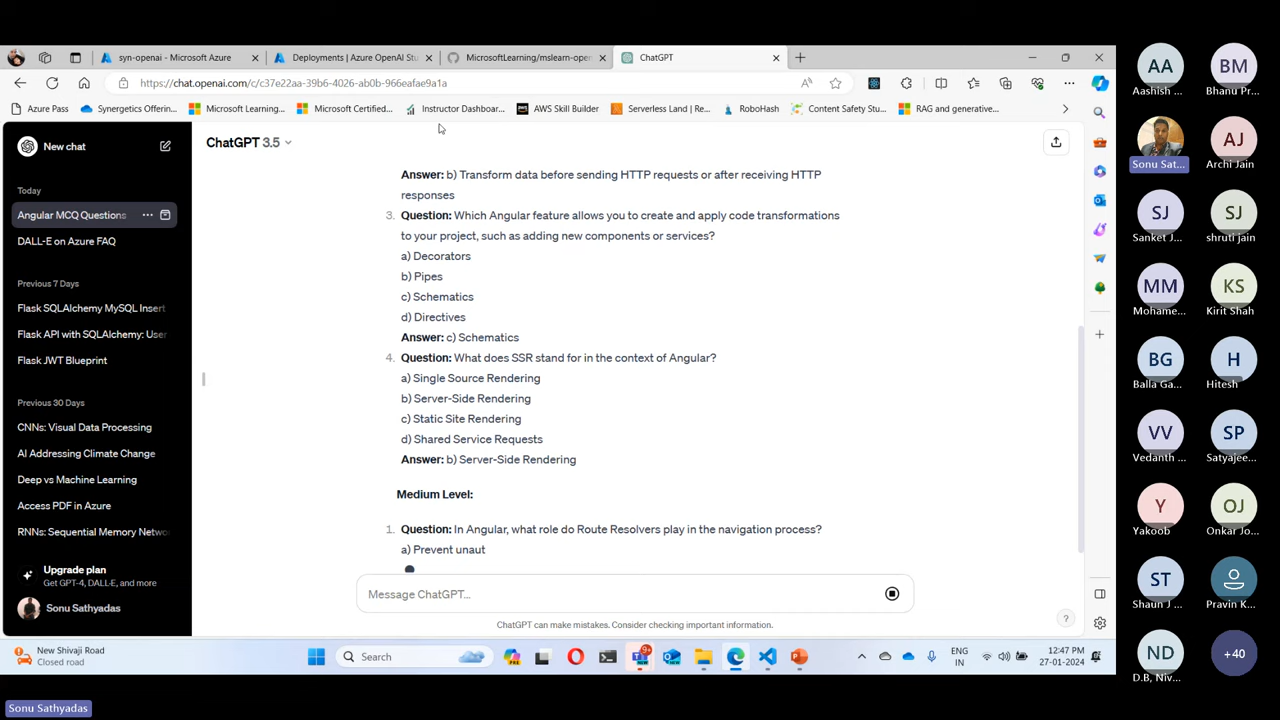 syn-openai - Microsoft Azure
Deployments | Azure OpenAI Stu
MicrosoftLearning/mslearn-open
ChatGPT
https://chat.openai.com/c/c37e22aa-39b6-4026-ab0b-966eafae9a1a
Azure Pass
Synergetics Offerin...
Microsoft Learning...
Microsoft Certified...
Instructor Dashboar...
AWS Skill Builder
Serverless Land | Re...
RoboHash
Content Safety Stu...
RAG and generative...
New chat
Today
Angular MCQ Questions
DALL-E on Azure FAQ
Previous 7 Days
Flask SQLAlchemy MySQL Insert
Flask API with SQLAlchemy: User
Flask JWT Blueprint
Previous 30 Days
CNNs: Visual Data Processing
AI Addressing Climate Change
Deep vs Machine Learning
Access PDF in Azure
RNNs: Sequential Memory Netwo
Upgrade plan
Get GPT-4, DALL·E, and more
Sonu Sathyadas
ChatGPT 3.5
Answer: b) Transform data before sending HTTP requests or after receiving HTTP
responses
3. Question: Which Angular feature allows you to create and apply code transformations
to your project, such as adding new components or services?
a) Decorators
b) Pipes
c) Schematics
d) Directives
Answer: c) Schematics
4. Question: What does SSR stand for in the context of Angular?
a) Single Source Rendering
b) Server-Side Rendering
c) Static Site Rendering
d) Shared Service Requests
Answer: b) Server-Side Rendering
Medium Level:
1. Question: In Angular, what role do Route Resolvers play in the navigation process?
a) Prevent unaut
Message ChatGPT...
ChatGPT can make mistakes. Consider checking important information.
?
New Shivaji Road
Closed road
Search
9+
ENG
IN
12:47 PM
27-01-2024
AA
Aashish ...
BM
Bhanu Pr...
Sonu Sat...
AJ
Archi Jain
SJ
Sanket J...
SJ
shruti jain
MM
Mohame...
KS
Kirit Shah
BG
Balla Ga...
H
Hitesh
VV
Vedanth ...
SP
Satyajee...
Y
Yakoob
OJ
Onkar Jo...
ST
Shaun J ...
Pravin K...
ND
D.B, Niv...
+40
Sonu Sathyadas